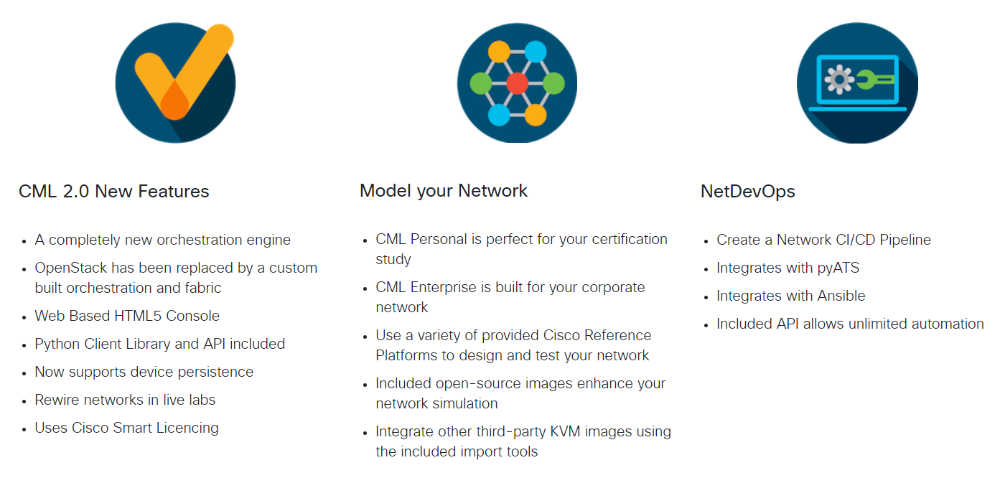 CML 2.0 New Features
• A completely new orchestration engine
• OpenStack has been replaced by a custom
built orchestration and fabric
• Web Based HTML5 Console
• Python Client Library and API included
• Now supports device persistence
• Rewire networks in live labs
• Uses Cisco Smart Licencing
Model your Network
• CML Personal is perfect for your certification
study
• CML Enterprise is built for your corporate
network
• Use a variety of provided Cisco Reference
Platforms to design and test your network
• Included open-source images enhance your
network simulation
• Integrate other third-party KVM images using
the included import tools
NetDevOps
• Create a Network CI/CD Pipeline
• Integrates with pyATS
• Integrates with Ansible
• Included API allows unlimited automation